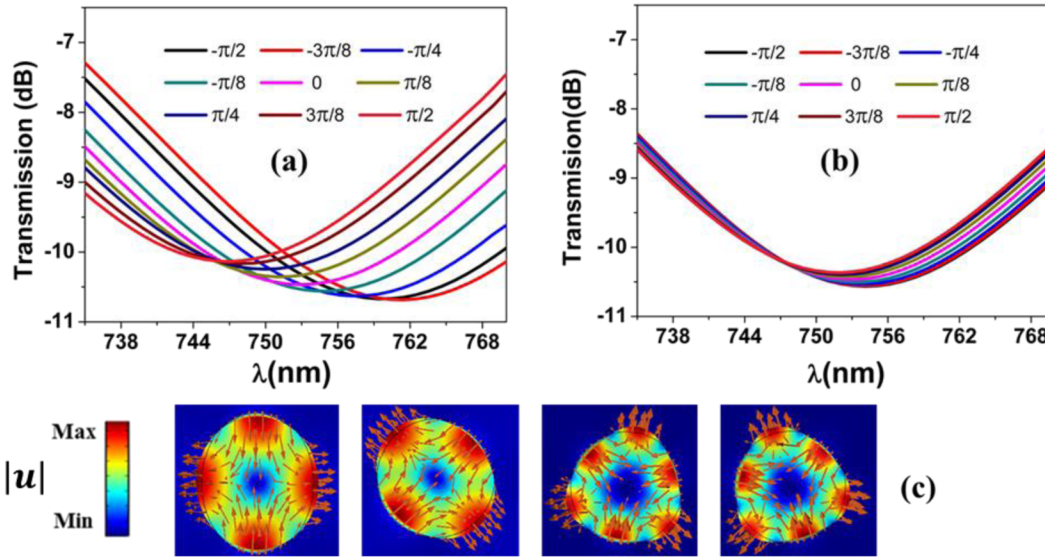 -7
-8
-9
-10
-11
Transmission (dB)
-π/2 -3π/8 -π/4
-π/8 0 π/8
π/4 3π/8 π/2
(a)
738 744 750 756 762 768
λ(nm)
-7
-8
-9
-10
-11
Transmission(dB)
-π/2 -3π/8 -π/4
-π/8 0 π/8
π/4 3π/8 π/2
(b)
738 744 750 756 762 768
λ(nm)
|u|
Max
Min
(c)